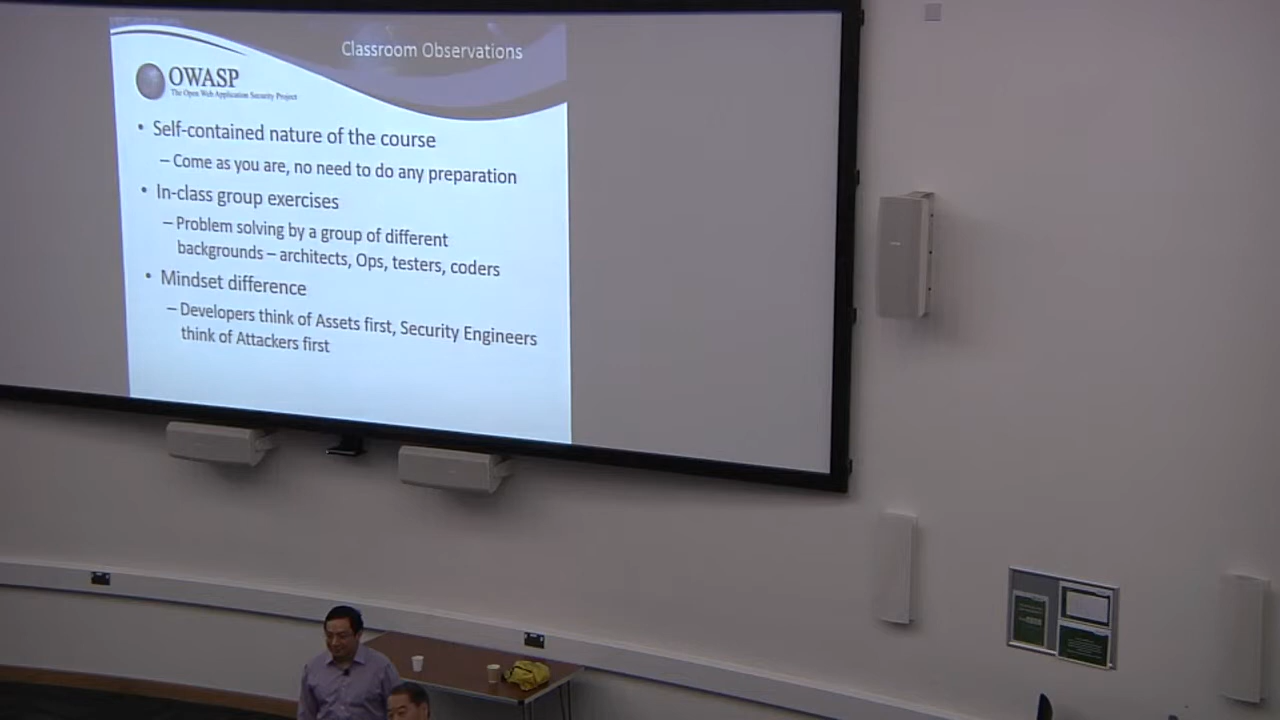 Classroom Observations
OWASP
The Open Web Application Security Project
• Self-contained nature of the course
– Come as you are, no need to do any preparation
• In-class group exercises
– Problem solving by a group of different
backgrounds – architects, Ops, testers, coders
• Mindset difference
– Developers think of Assets first, Security Engineers
think of Attackers first